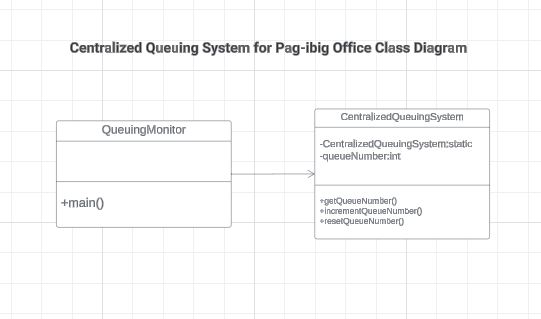 Centralized Queuing System for Pag-ibig Office Class Diagram
QueuingMonitor
+main()
CentralizedQueuingSystem
-CentralizedQueuingSystem:static
-queueNumber:int
+getQueueNumber()
+incrementQueueNumber()
+resetQueueNumber()